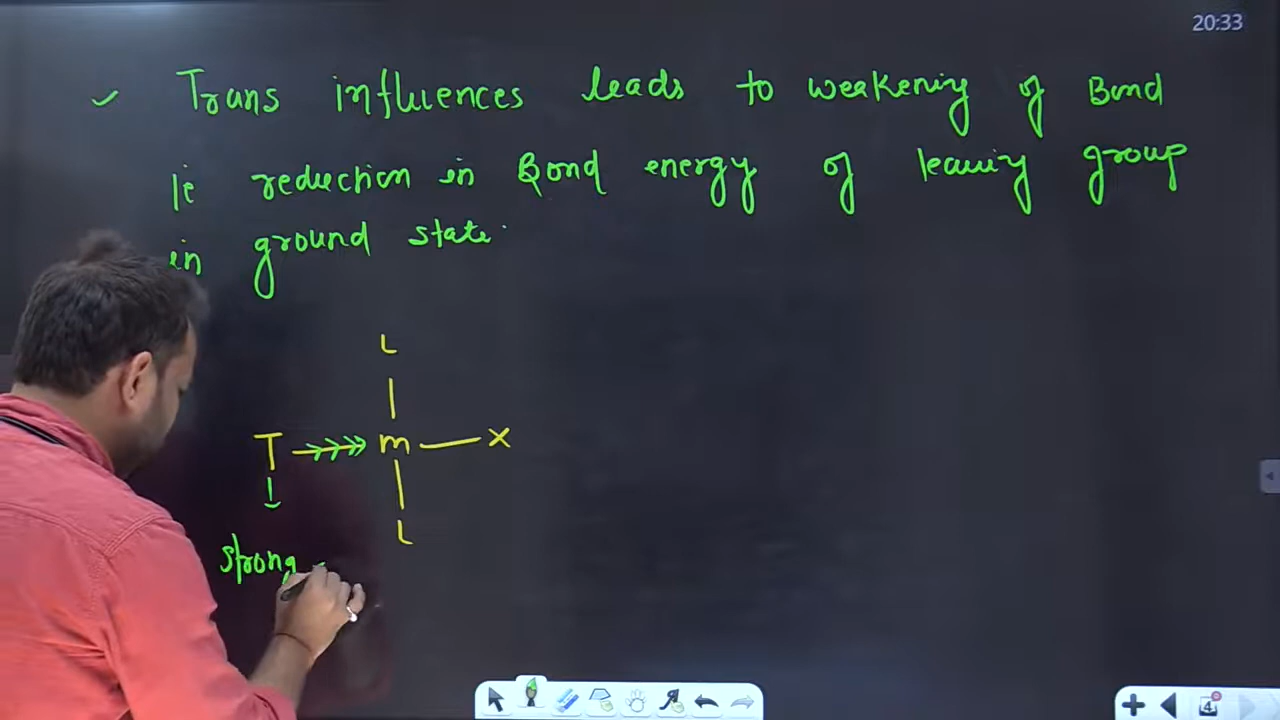 20:33
Trans influences leads to weakening of Bond
ie reduction in Bond energy of leaving group
in ground state.
L
T m x
L
strong
4